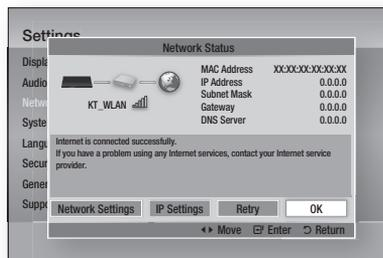 Settings
Network Status
Displa
Audio
Netwo
Syste
Langu
Secur
Gener
Suppo
KT_WLAN
MAC Address XX:XX:XX:XX:XX:XX
IP Address 0.0.0.0
Subnet Mask 0.0.0.0
Gateway 0.0.0.0
DNS Server 0.0.0.0
Internet is connected successfully.
If you have a problem using any Internet services, contact your Internet service
provider.
Network Settings IP Settings Retry OK
Move Enter Return